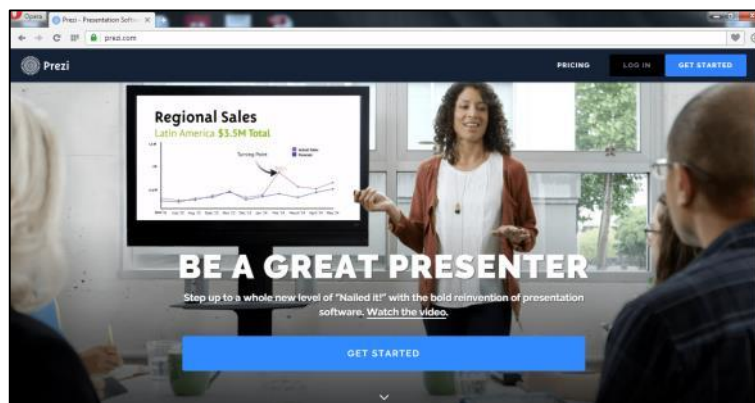 Opera
Prezi - Presentation Softw
prezi.com
Prezi
PRICING
LOG IN
GET STARTED
Regional Sales
Latin America $3.5M Total
Turning Point
BE A GREAT PRESENTER
Step up to a whole new level of "Nailed it!" with the bold reinvention of presentation
software. Watch the video.
GET STARTED